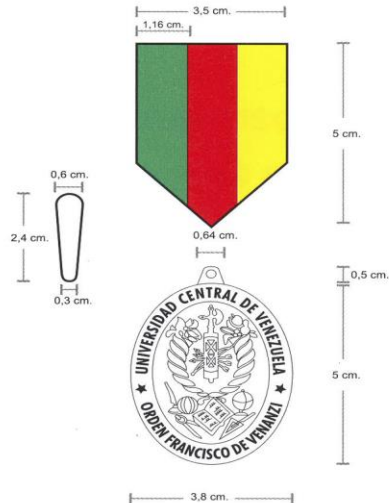 3,5 cm.
1,16 cm.
5 cm.
0,6 cm.
2,4 cm.
0,3 cm.
0,64 cm.
0,5 cm.
UNIVERSIDAD CENTRAL DE VENEZUELA
ORDEN FRANCISCO DE VENANZI
5 cm.
3,8 cm.